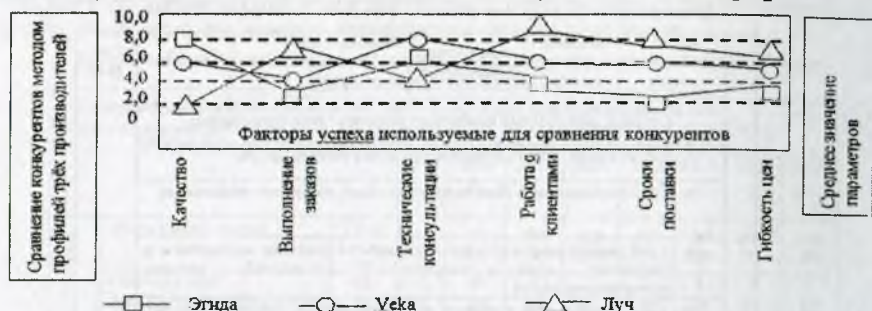 Сравнение конкурентов методом
профилей трёх производителей
10,0
8,0
6,0
4,0
2,0
0
Факторы успеха используемые для сравнения конкурентов
Качество
Выполнение
заказов
Технические
консультации
Работа g
клиентами
Сроки
поставки
Гибкость цен
Среднее значение
параметров
Эгида
Veka
Луч